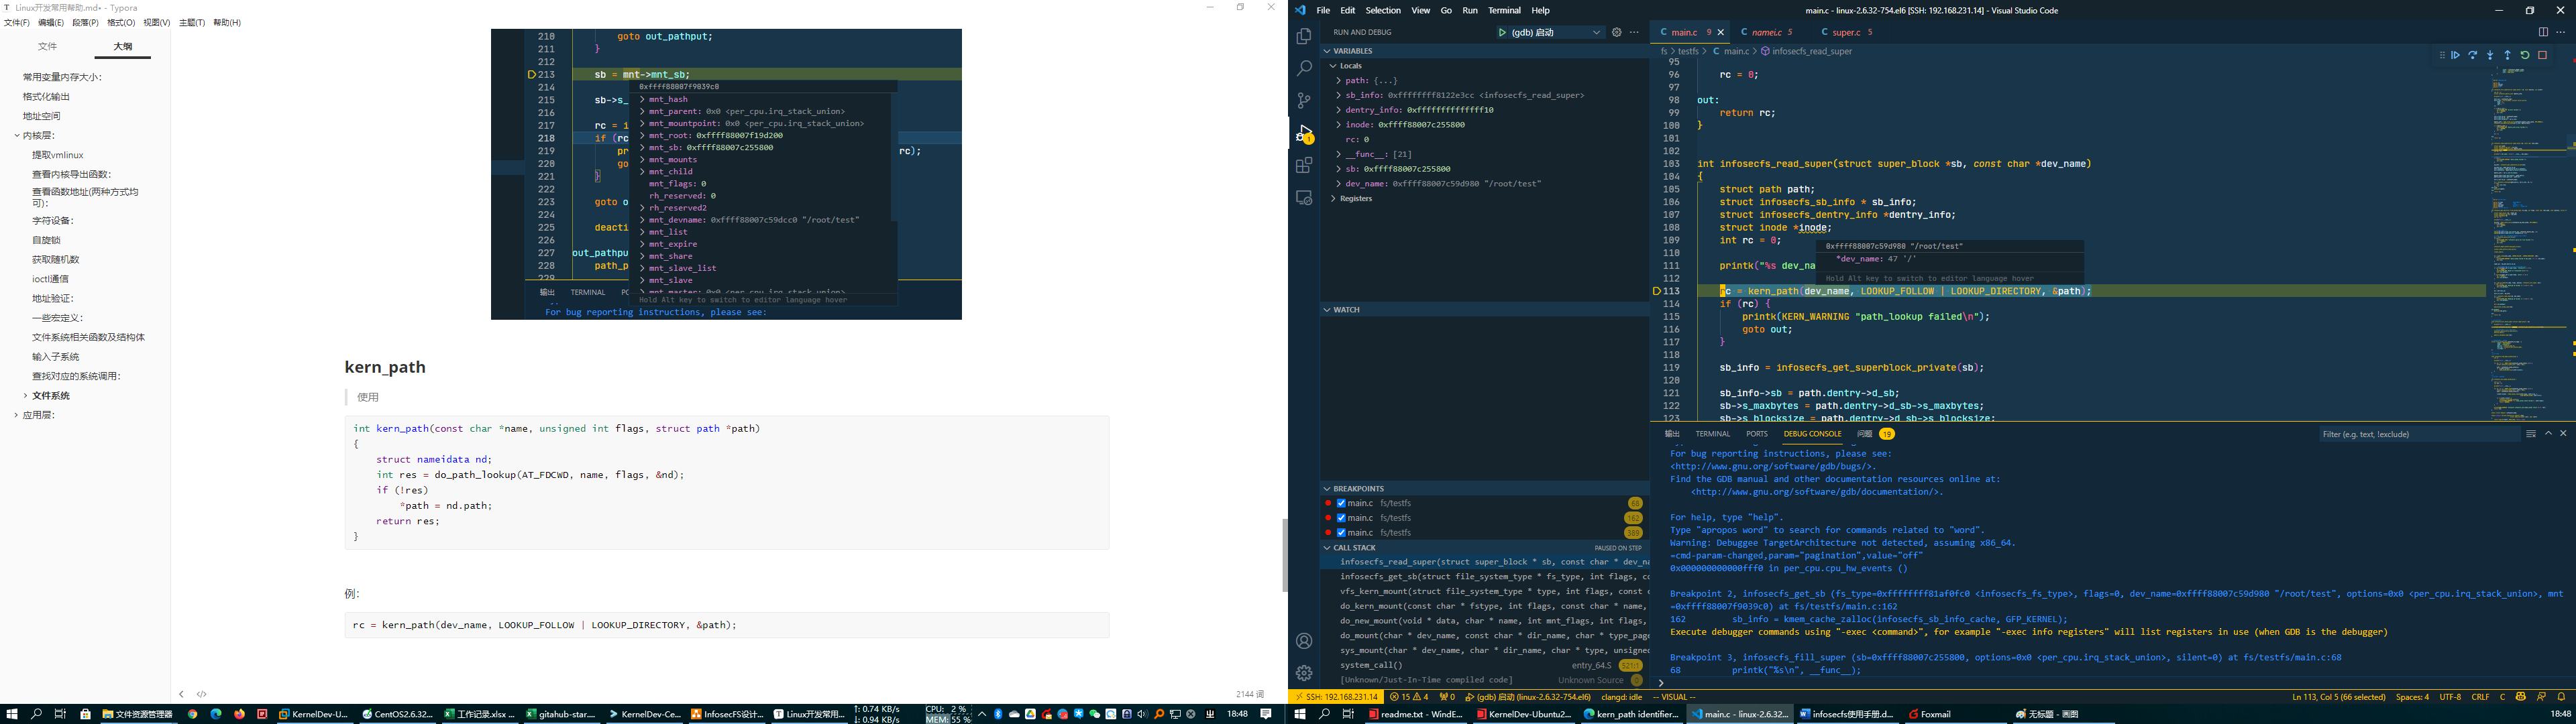 Linux开发常用帮助.md• - Typora
文件(F) 编辑(E) 段落(P) 格式(O) 视图(V) 主题(T) 帮助(H)
文件 大纲
常用变量内存大小:
格式化输出
地址空间
内核层:
提取vmlinux
查看内核导出函数:
查看函数地址(两种方式均可):
字符设备:
自旋锁
获取随机数
ioctl通信
地址验证:
一些宏定义:
文件系统相关函数及结构体
输入子系统
查找对应的系统调用:
文件系统
应用层:
210 goto out_pathput;
211 }
212
213 sb = mnt->mnt_sb;
214 0xffff88007f9039c0
215 sb->s_ mnt_hash
mnt_parent: 0x0 <per_cpu.irq_stack_union>
216 mnt_mountpoint: 0x0 <per_cpu.irq_stack_union>
217 rc = i mnt_root: 0xffff88007f19d200
218 if (rc mnt_sb: 0xffff88007c255800
219 pr rc);
mnt_mounts
220 go mnt_child
221 } mnt_flags: 0
222 rh_reserved: 0
223 goto o rh_reserved2
224 mnt_devname: 0xffff88007c59dcc0 "/root/test"
225 deacti mnt_list
226 mnt_expire
227 out_pathpu mnt_share
228 path_p mnt_slave_list
229 mnt_slave
mnt_master: 0x0 <per_cpu.irq_stack_union>
输出 TERMINAL PO Hold Alt key to switch to editor language hover
For bug reporting instructions, please see:
kern_path
使用
int kern_path(const char *name, unsigned int flags, struct path *path)
{
struct nameidata nd;
int res = do_path_lookup(AT_FDCWD, name, flags, &nd);
if (!res)
*path = nd.path;
return res;
}
例:
rc = kern_path(dev_name, LOOKUP_FOLLOW | LOOKUP_DIRECTORY, &path);
2144 词
文件资源管理器 KernelDev-U... CentOS2.6.32... 工作记录.xlsx ... gitahub-star.... KernelDev-Ce... InfosecFS设计... Linux开发常用... ↑: 0.74 KB/s ↓: 0.94 KB/s CPU: 2 % MEM: 55 % 18:48
File Edit Selection View Go Run Terminal Help
main.c - linux-2.6.32-754.el6 [SSH: 192.168.231.14] - Visual Studio Code
RUN AND DEBUG (gdb) 启动
VARIABLES
Locals
path: {...}
sb_info: 0xffffffff8122e3cc <infosecfs_read_super>
dentry_info: 0xffffffffffffff10
inode: 0xffff88007c255800
rc: 0
__func__: [21]
sb: 0xffff88007c255800
dev_name: 0xffff88007c59d980 "/root/test"
Registers
WATCH
BREAKPOINTS
main.c fs/testfs 68
main.c fs/testfs 162
main.c fs/testfs 389
CALL STACK PAUSED ON STEP
infosecfs_read_super(struct super_block * sb, const char * dev_na
infosecfs_get_sb(struct file_system_type * fs_type, int flags, co
vfs_kern_mount(struct file_system_type * type, int flags, const c
do_kern_mount(const char * fstype, int flags, const char * name,
do_new_mount(void * data, char * name, int mnt_flags, int flags,
do_mount(char * dev_name, const char * dir_name, char * type_page
sys_mount(char * dev_name, char * dir_name, char * type, unsigned
system_call() entry_64.S 521:1
[Unknown/Just-In-Time compiled code] Unknown Source 0
main.c 9 namei.c 5 super.c 5
fs > testfs > main.c > infosecfs_read_super
95
96 rc = 0;
97
98 out:
99 return rc;
100 }
101
102
103 int infosecfs_read_super(struct super_block *sb, const char *dev_name)
104 {
105 struct path path;
106 struct infosecfs_sb_info * sb_info;
107 struct infosecfs_dentry_info *dentry_info;
108 struct inode *inode;
109 int rc = 0;
0xffff88007c59d980 "/root/test"
110 *dev_name: 47 '/'
111 printk("%s dev_na
112 Hold Alt key to switch to editor language hover
113 rc = kern_path(dev_name, LOOKUP_FOLLOW | LOOKUP_DIRECTORY, &path);
114 if (rc) {
115 printk(KERN_WARNING "path_lookup failed\n");
116 goto out;
117 }
118
119 sb_info = infosecfs_get_superblock_private(sb);
120
121 sb_info->sb = path.dentry->d_sb;
122 sb->s_maxbytes = path.dentry->d_sb->s_maxbytes;
123 sb->s_blocksize = path.dentry->d_sb->s_blocksize;
输出 TERMINAL PORTS DEBUG CONSOLE 问题 19 Filter (e.g. text, !exclude)
For bug reporting instructions, please see:
<http://www.gnu.org/software/gdb/bugs/>.
Find the GDB manual and other documentation resources online at:
<http://www.gnu.org/software/gdb/documentation/>.
For help, type "help".
Type "apropos word" to search for commands related to "word".
Warning: Debuggee TargetArchitecture not detected, assuming x86_64.
=cmd-param-changed,param="pagination",value="off"
0x000000000000fff0 in per_cpu.cpu_hw_events ()
Breakpoint 2, infosecfs_get_sb (fs_type=0xffffffff81af0fc0 <infosecfs_fs_type>, flags=0, dev_name=0xffff88007c59d980 "/root/test", options=0x0 <per_cpu.irq_stack_union>, mnt
=0xffff88007f9039c0) at fs/testfs/main.c:162
162 sb_info = kmem_cache_zalloc(infosecfs_sb_info_cache, GFP_KERNEL);
Execute debugger commands using "-exec <command>", for example "-exec info registers" will list registers in use (when GDB is the debugger)
Breakpoint 3, infosecfs_fill_super (sb=0xffff88007c255800, options=0x0 <per_cpu.irq_stack_union>, silent=0) at fs/testfs/main.c:68
68 printk("%s\n", __func__);
SSH: 192.168.231.14 15 4 0 (gdb) 启动 (linux-2.6.32-754.el6) clangd: idle -- VISUAL -- Ln 113, Col 5 (66 selected) Spaces: 4 UTF-8 CRLF C
readme.txt - WindE... KernelDev-Ubuntu2... kern_path identifier... main.c - linux-2.6.32... infosecfs使用手册.d... Foxmail 无标题 - 画图 18:48